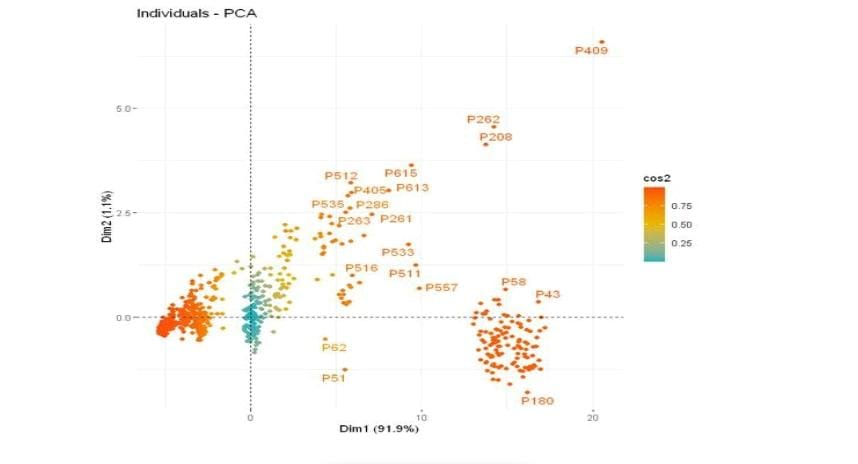 Individuals - PCA
P409
5.0
P262
P208
cos2
P512
P615
P405
P613
0.75
P535
P286
2.5
P263
P261
0.50
Dim2 (1.1%)
0.25
P533
P516
P511
P557
P58
P43
0.0
P62
P51
P180
0
10
20
Dim1 (91.9%)